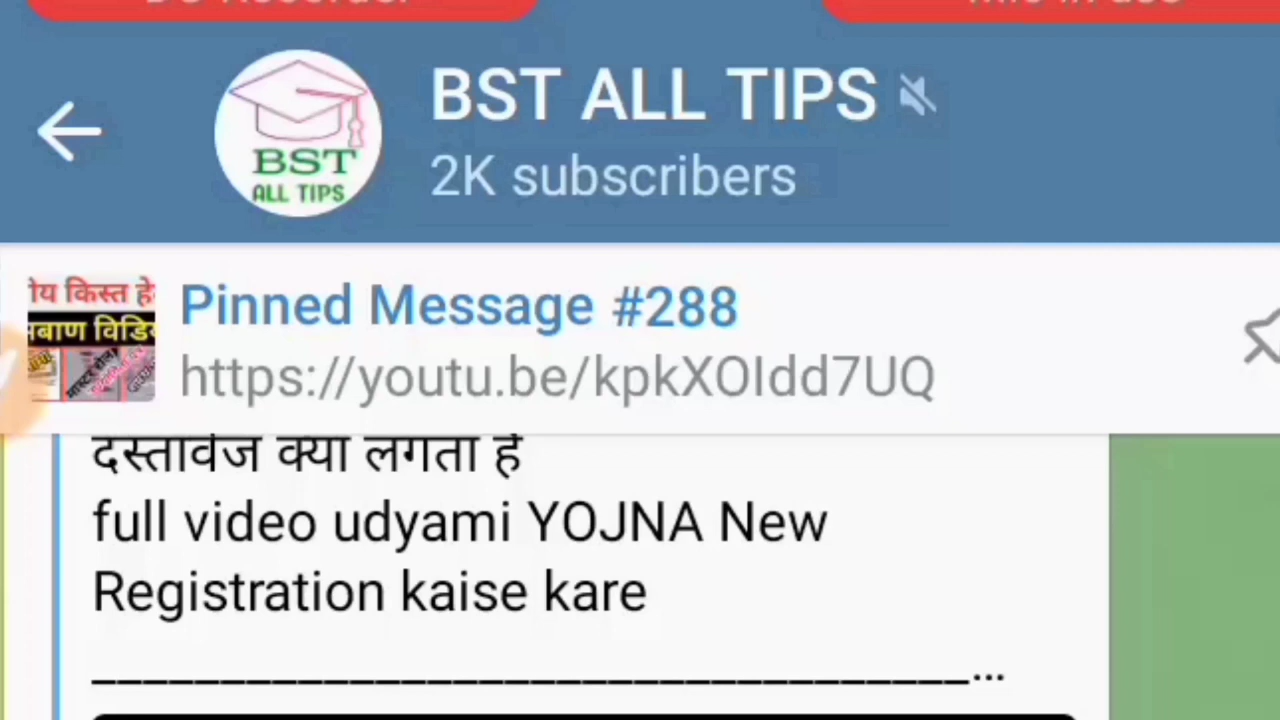 BST ALL TIPS
2K subscribers
BST
ALL TIPS
Pinned Message #288
https://youtu.be/kpkXOIdd7UQ
किस्त
दस्तावेज क्या लगता है
full video udyami YOJNA New
Registration kaise kare
___________________________________...